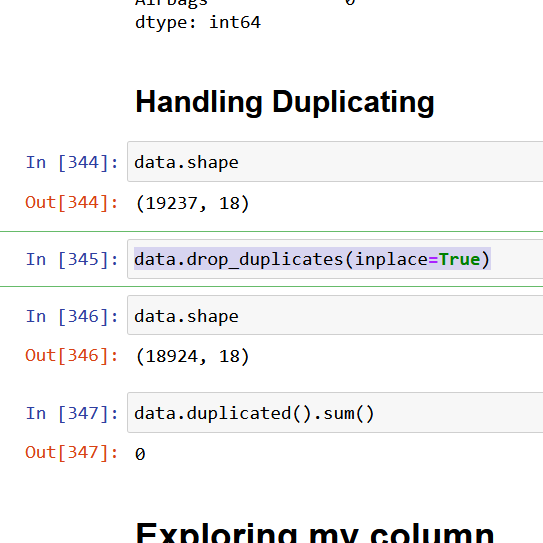 AirBags 0
dtype: int64
Handling Duplicating
In [344]: data.shape
Out[344]: (19237, 18)
In [345]: data.drop_duplicates(inplace=True)
In [346]: data.shape
Out[346]: (18924, 18)
In [347]: data.duplicated().sum()
Out[347]: 0
Exploring my column